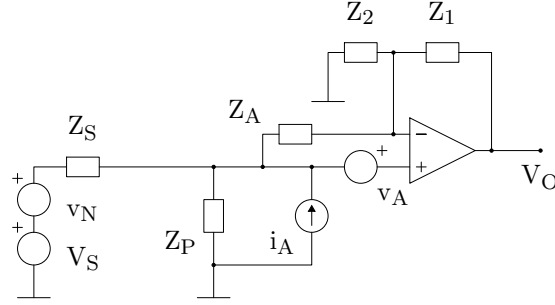 Z2 Z1
ZA
ZS
+
−
+
vA
+
vN
+
VS
ZP
iA
VO